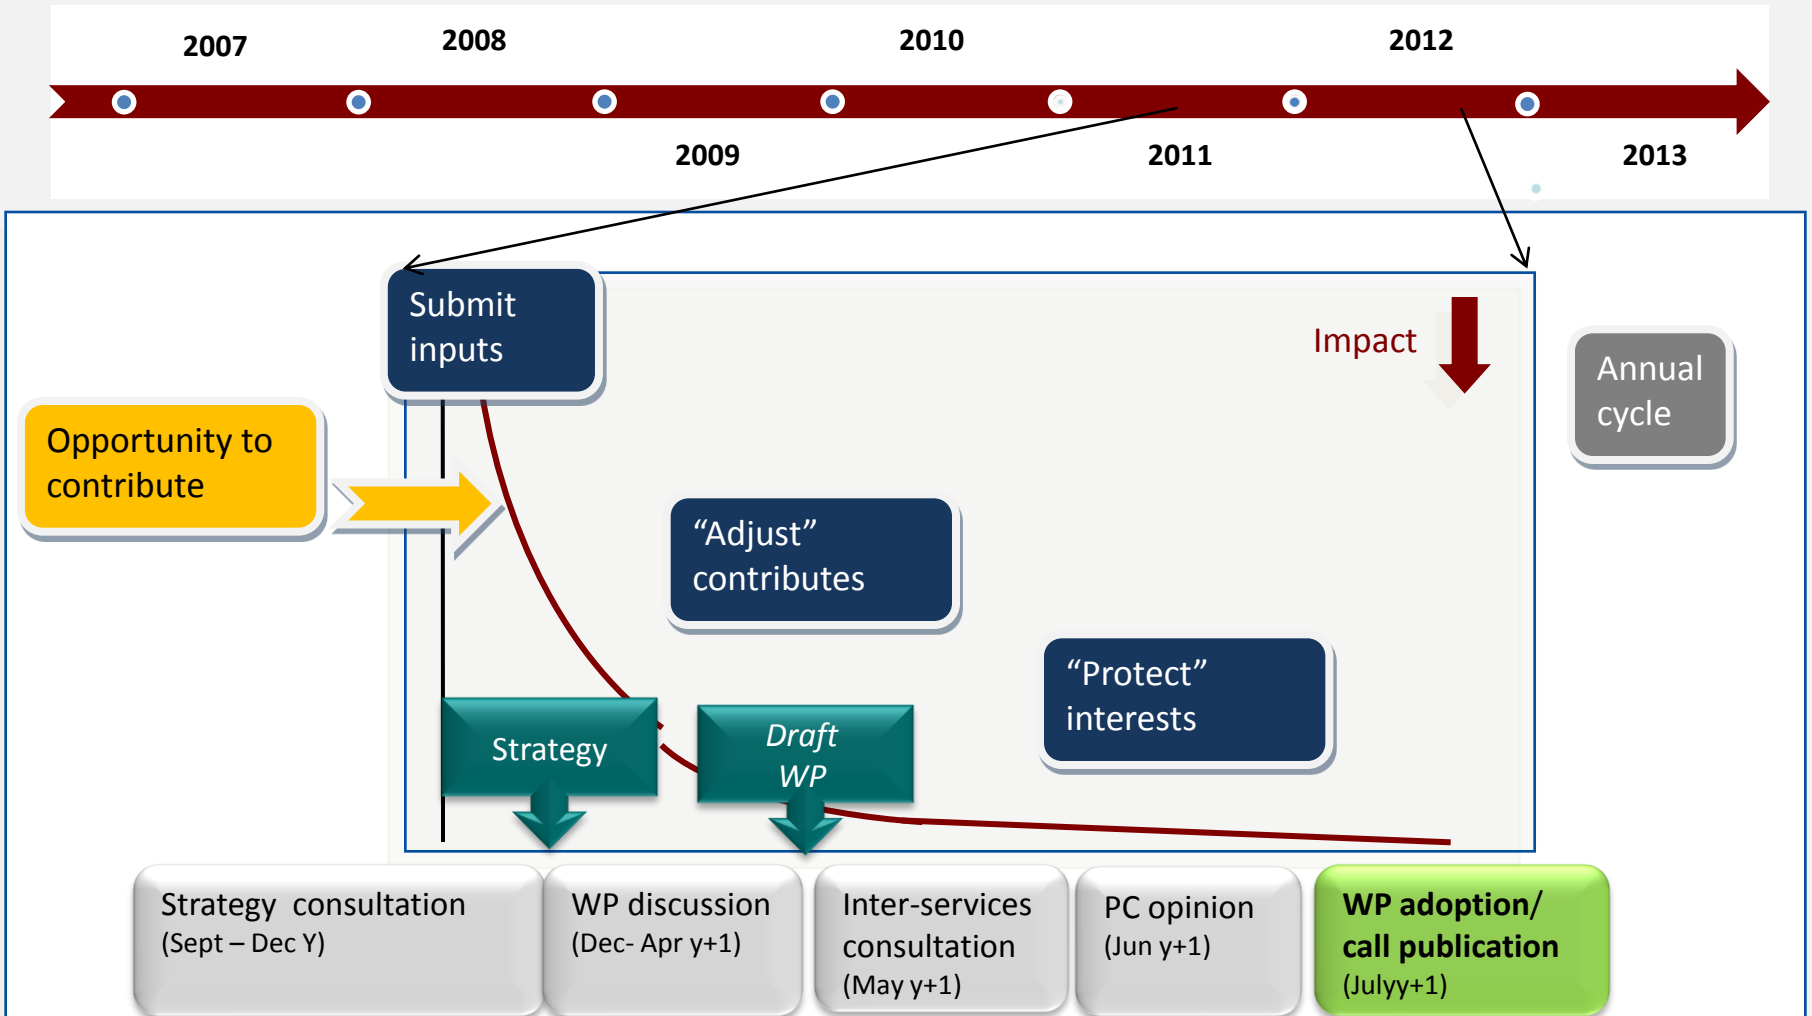 2007
2008
2010
2012
2009
2011
2013
Submit
inputs
Impact
Annual
cycle
Opportunity to
contribute
“Adjust”
contributes
“Protect”
interests
Strategy
Draft
WP
Strategy consultation
(Sept – Dec Y)
WP discussion
(Dec- Apr y+1)
Inter-services
consultation
(May y+1)
PC opinion
(Jun y+1)
WP adoption/
call publication
(Julyy+1)